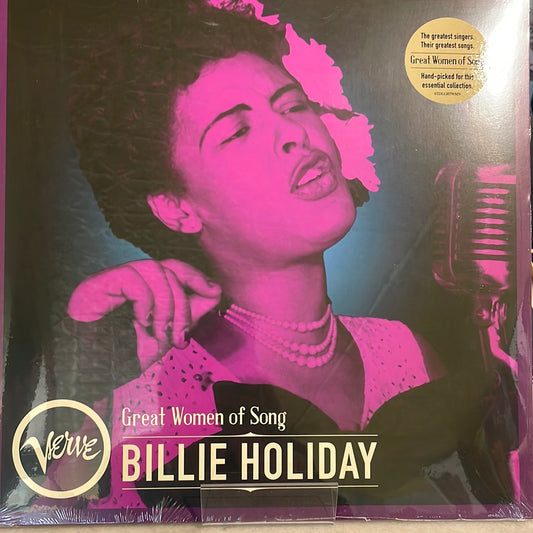 The greatest singers.
Their greatest songs.
Great Women of Song
Hand-picked for this
essential collection.
Verve
Great Women of Song
BILLIE HOLIDAY